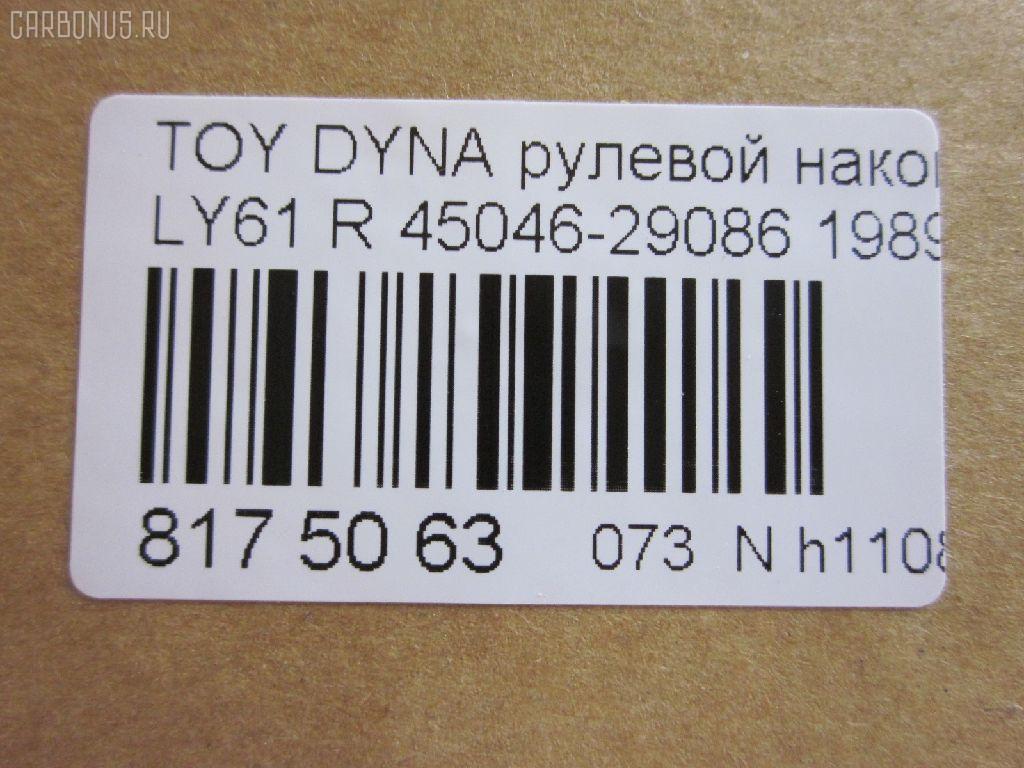 CARBONUS.RU
TOY DYNA рулевой нако
LY61 R 45046-29086 1989
817 50 63 073 N h1108